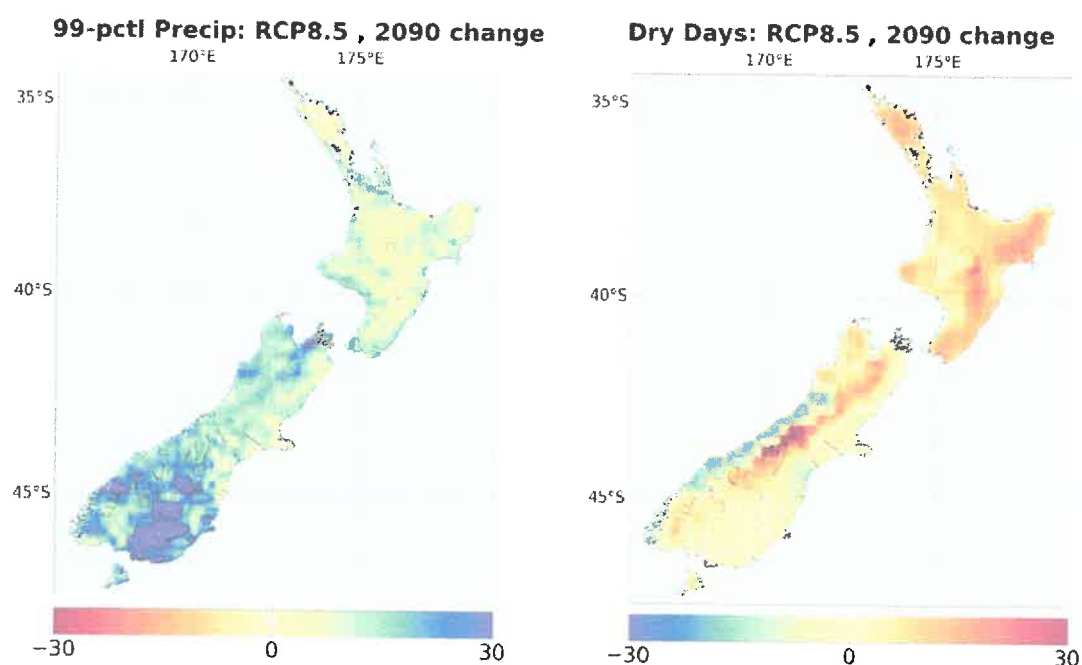 99-pctl Precip: RCP8.5 , 2090 change
170°E 175°E
35°S
40°S
45°S
−30 0 30
Dry Days: RCP8.5 , 2090 change
170°E 175°E
35°S
40°S
45°S
−30 0 30